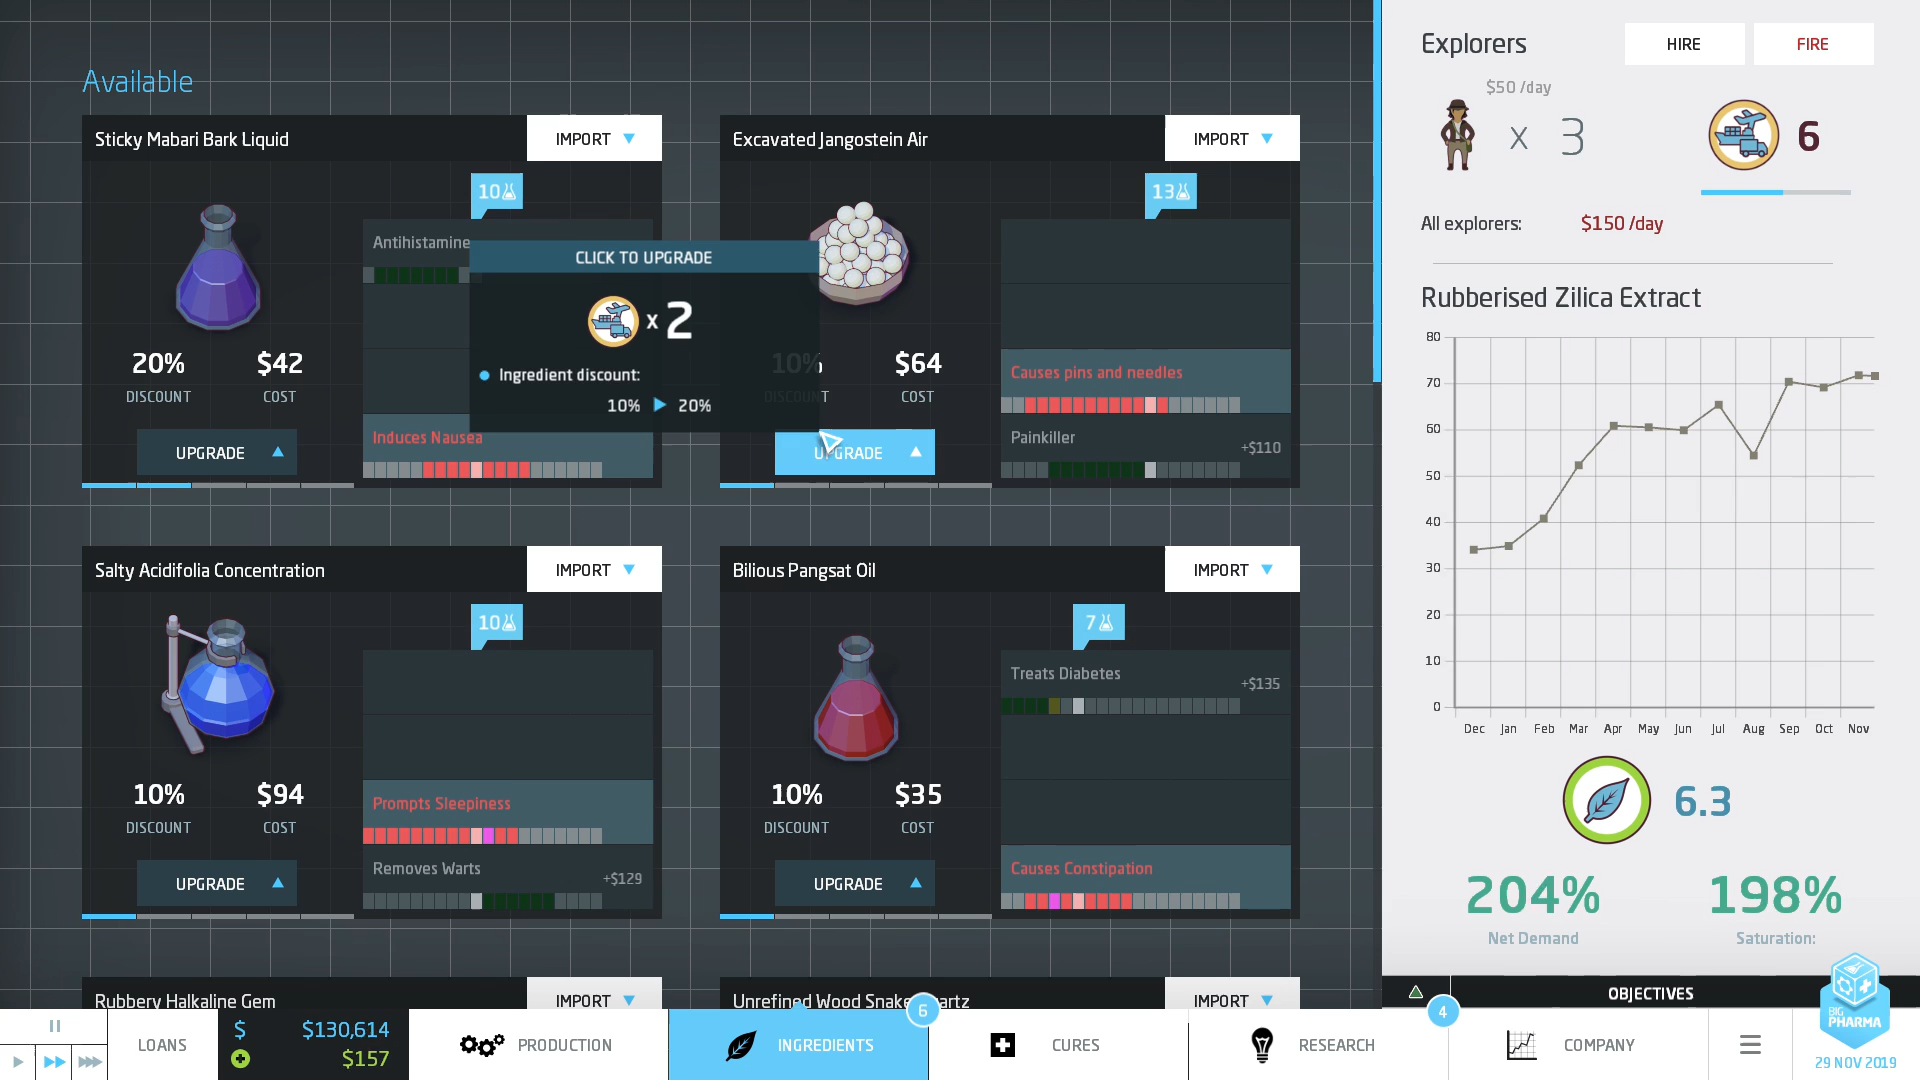 Available
Sticky Mabari Bark Liquid
IMPORT
10
Antihistamine
20%
DISCOUNT
$42
COST
UPGRADE
Induces Nausea
CLICK TO UPGRADE
x 2
Ingredient discount:
10% 20%
Excavated Jangostein Air
IMPORT
13
10%
DISCOUNT
$64
COST
UPGRADE
Causes pins and needles
Painkiller
+$110
Salty Acidifolia Concentration
IMPORT
10
10%
DISCOUNT
$94
COST
UPGRADE
Prompts Sleepiness
Removes Warts
+$129
Bilious Pangsat Oil
IMPORT
7
Treats Diabetes
+$135
10%
DISCOUNT
$35
COST
UPGRADE
Causes Constipation
Rubbery Halkaline Gem
IMPORT
Unrefined Wood Snake
IMPORT
Explorers
HIRE
FIRE
$50 /day
x 3
6
All explorers: $150 /day
Rubberised Zilica Extract
80
70
60
50
40
30
20
10
0
Dec Jan Feb Mar Apr May Jun Jul Aug Sep Oct Nov
6.3
204%
Net Demand
198%
Saturation:
OBJECTIVES
LOANS
$ $130,614
$157
PRODUCTION
INGREDIENTS
6
CURES
RESEARCH
4
COMPANY
BIG
PHARMA
29 NOV 2019